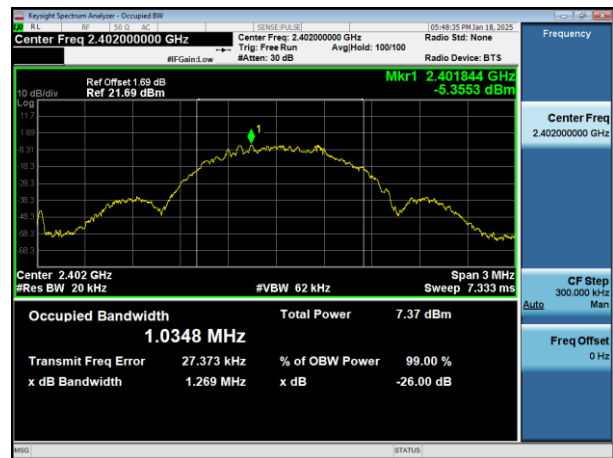 Keysight Spectrum Analyzer - Occupied BW
RL RF 50 Ω AC SENSE:PULSE 05:48:35 PM Jan 18, 2025
Center Freq 2.402000000 GHz Center Freq: 2.402000000 GHz Radio Std: None
Trig: Free Run Avg|Hold: 100/100
#IFGain:Low #Atten: 30 dB Radio Device: BTS
Frequency
Ref Offset 1.69 dB Mkr1 2.401844 GHz
10 dB/div Ref 21.69 dBm -5.3553 dBm
Log
11.7
1.69
-8.31
-18.3
-28.3
-38.3
-48.3
-58.3
-68.3
1
Center 2.402 GHz Span 3 MHz
#Res BW 20 kHz #VBW 62 kHz Sweep 7.333 ms
Occupied Bandwidth Total Power 7.37 dBm
1.0348 MHz
Transmit Freq Error 27.373 kHz % of OBW Power 99.00 %
x dB Bandwidth 1.269 MHz x dB -26.00 dB
Center Freq
2.402000000 GHz
CF Step
300.000 kHz
Auto Man
Freq Offset
0 Hz
MSG STATUS